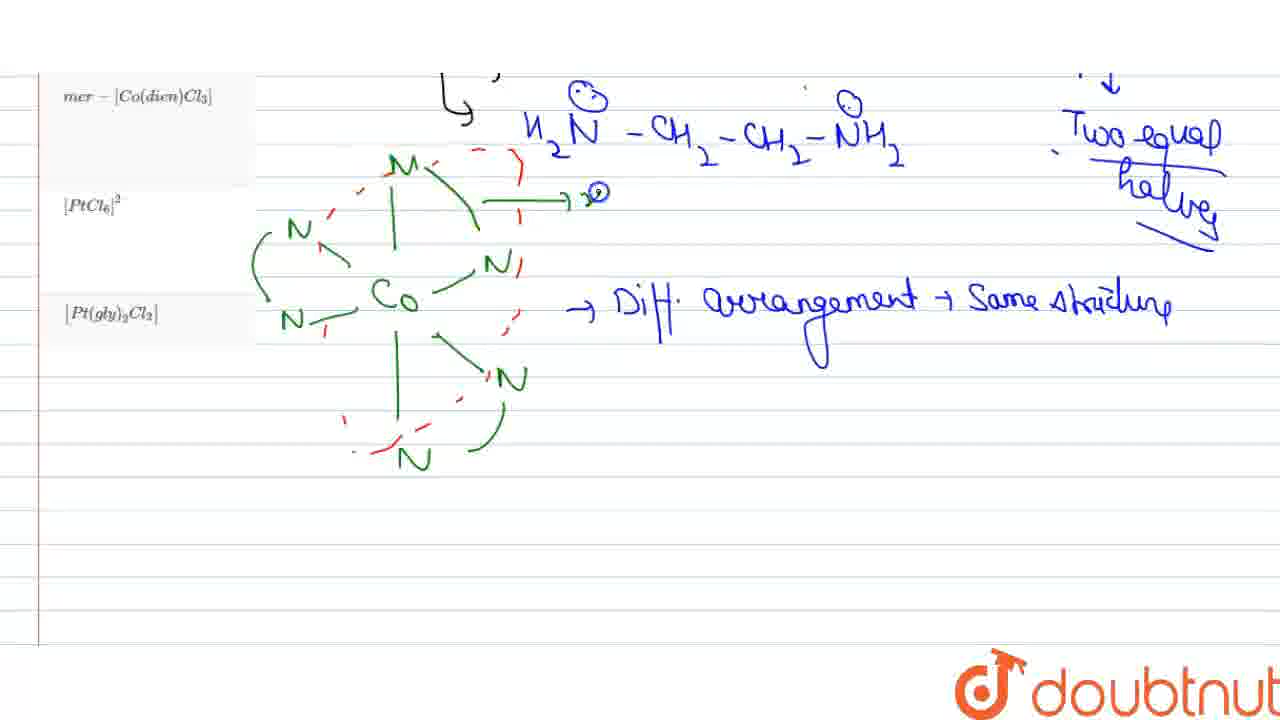 mer - [Co(dien)Cl3]
[PtCl6]^2
[Pt(gly)2Cl2]
H2N - CH2 - CH2 - NH2
Two equal
halves
N
N
N
Co
N
N
N
→ Diff. arrangement → Same structure
doubtnut